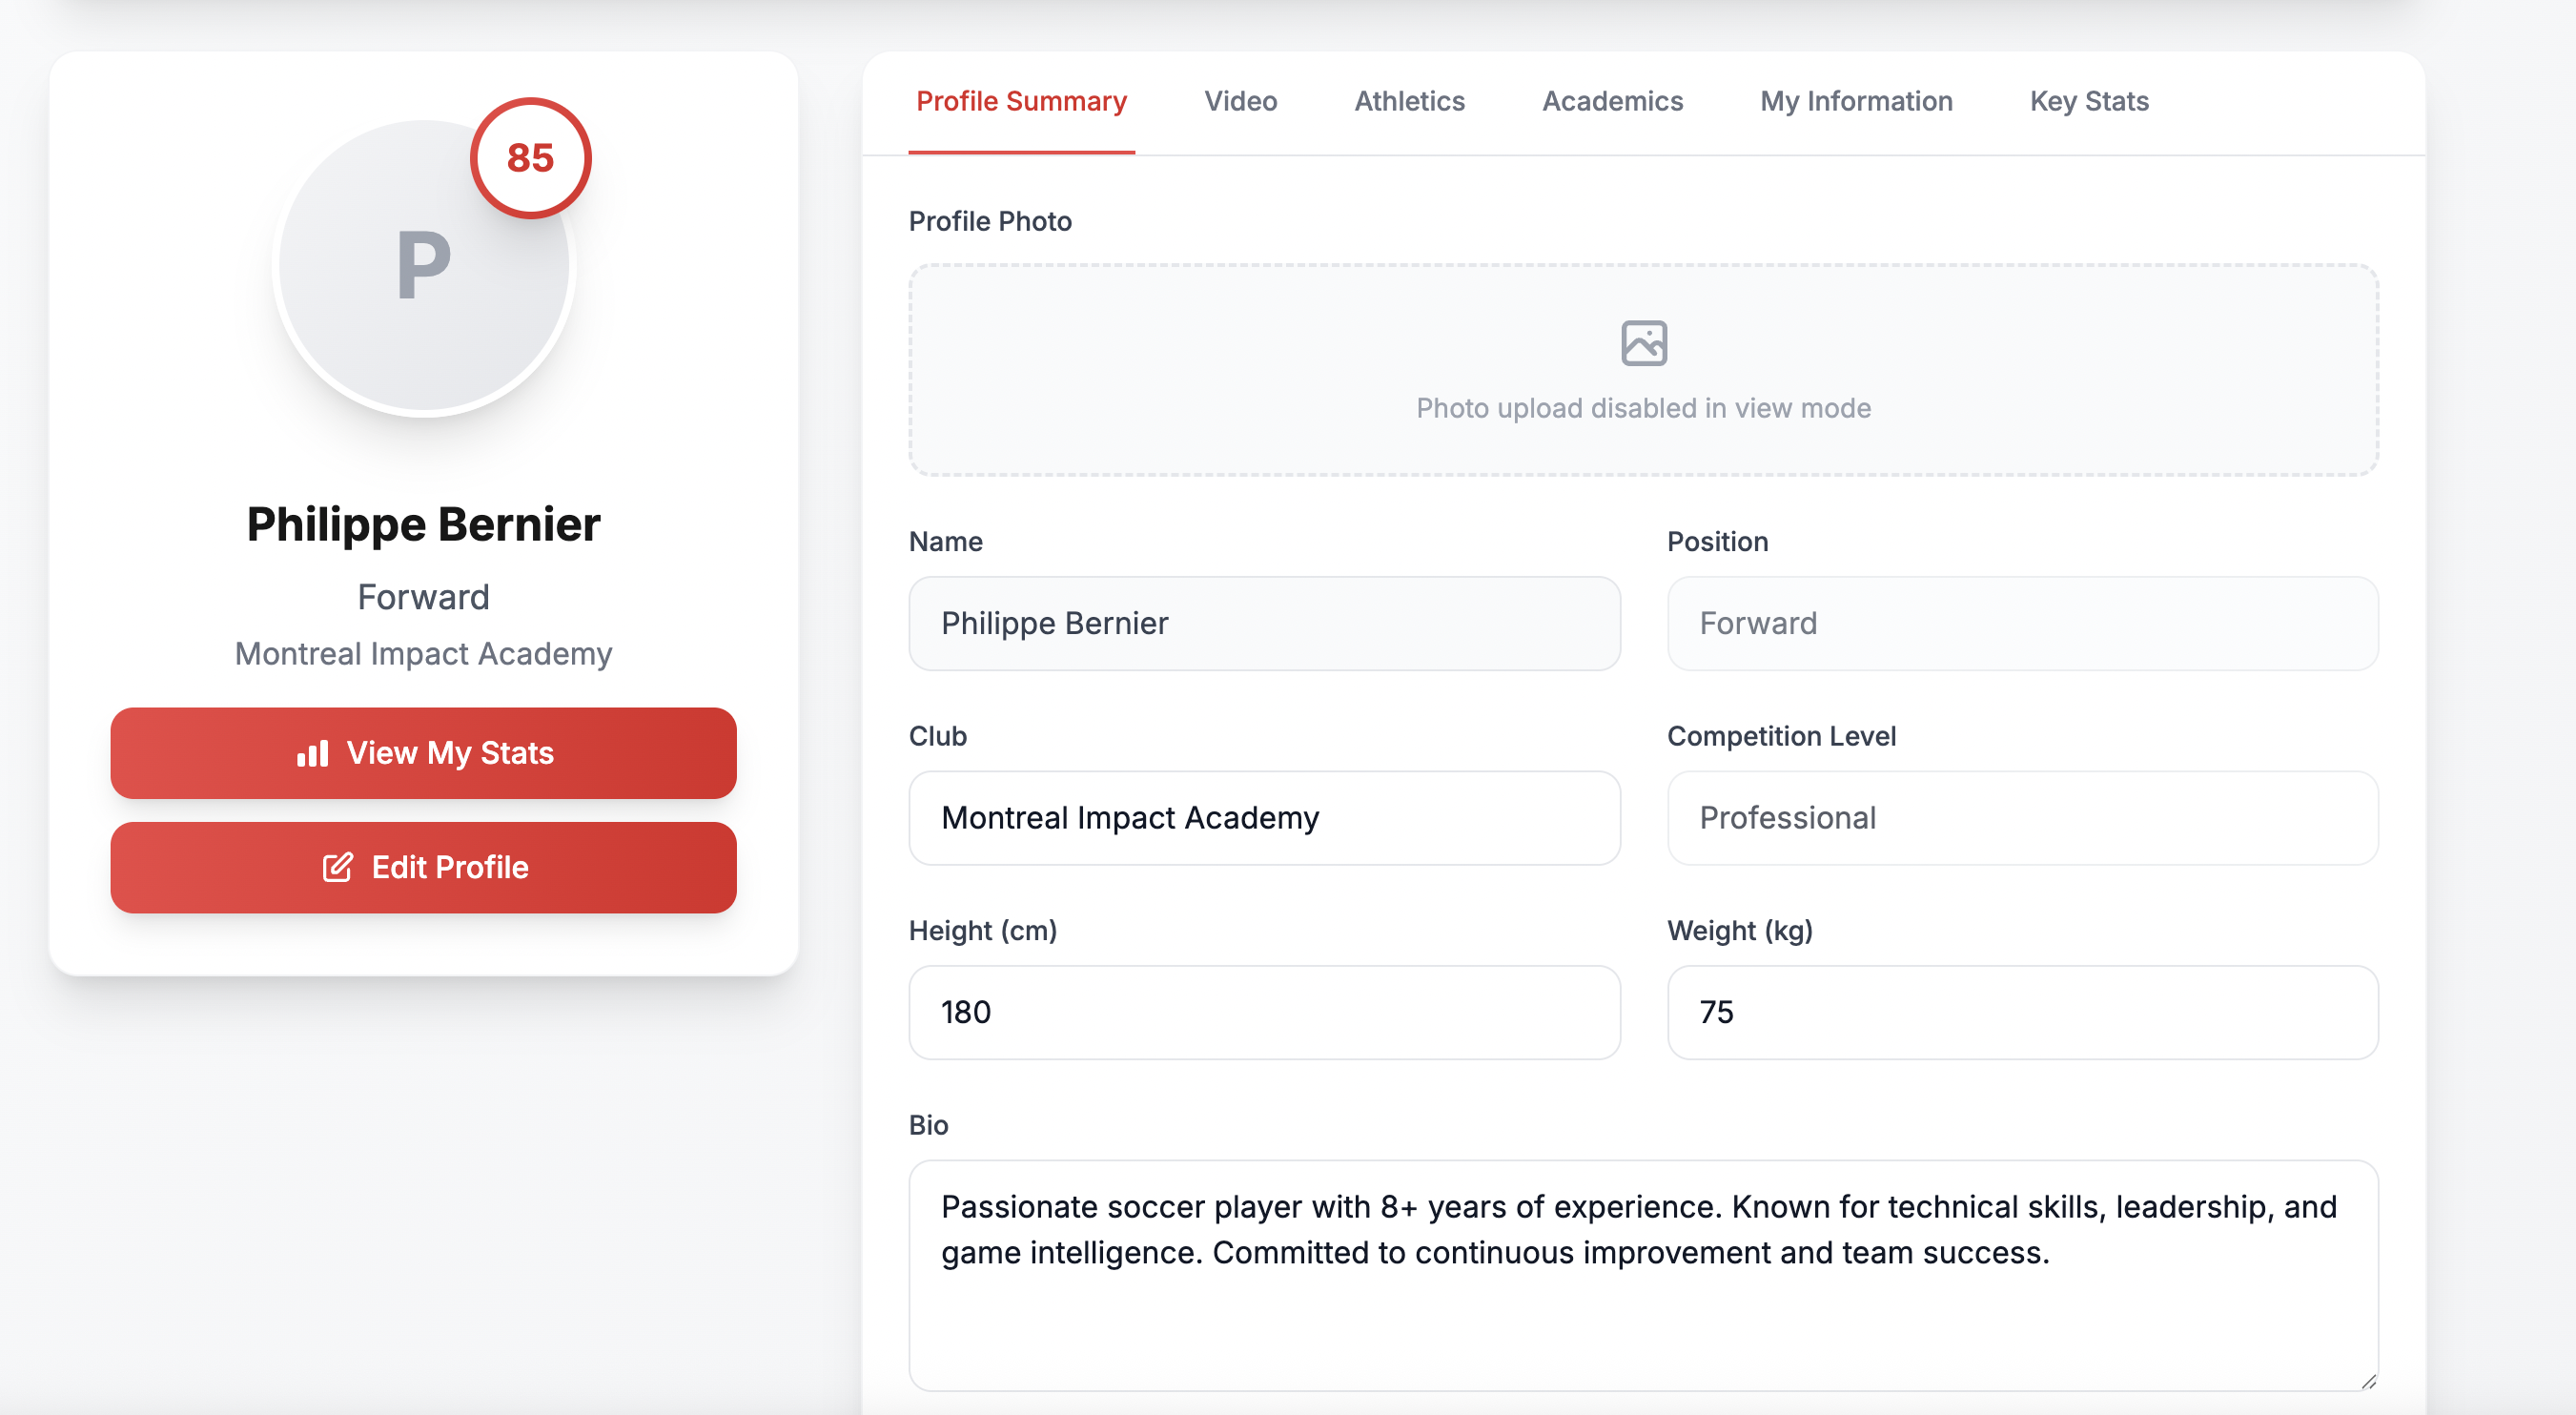 85
P
Philippe Bernier
Forward
Montreal Impact Academy
View My Stats
Edit Profile
Profile Summary
Video
Athletics
Academics
My Information
Key Stats
Profile Photo
Photo upload disabled in view mode
Name
Philippe Bernier
Position
Forward
Club
Montreal Impact Academy
Competition Level
Professional
Height (cm)
180
Weight (kg)
75
Bio
Passionate soccer player with 8+ years of experience. Known for technical skills, leadership, and
game intelligence. Committed to continuous improvement and team success.